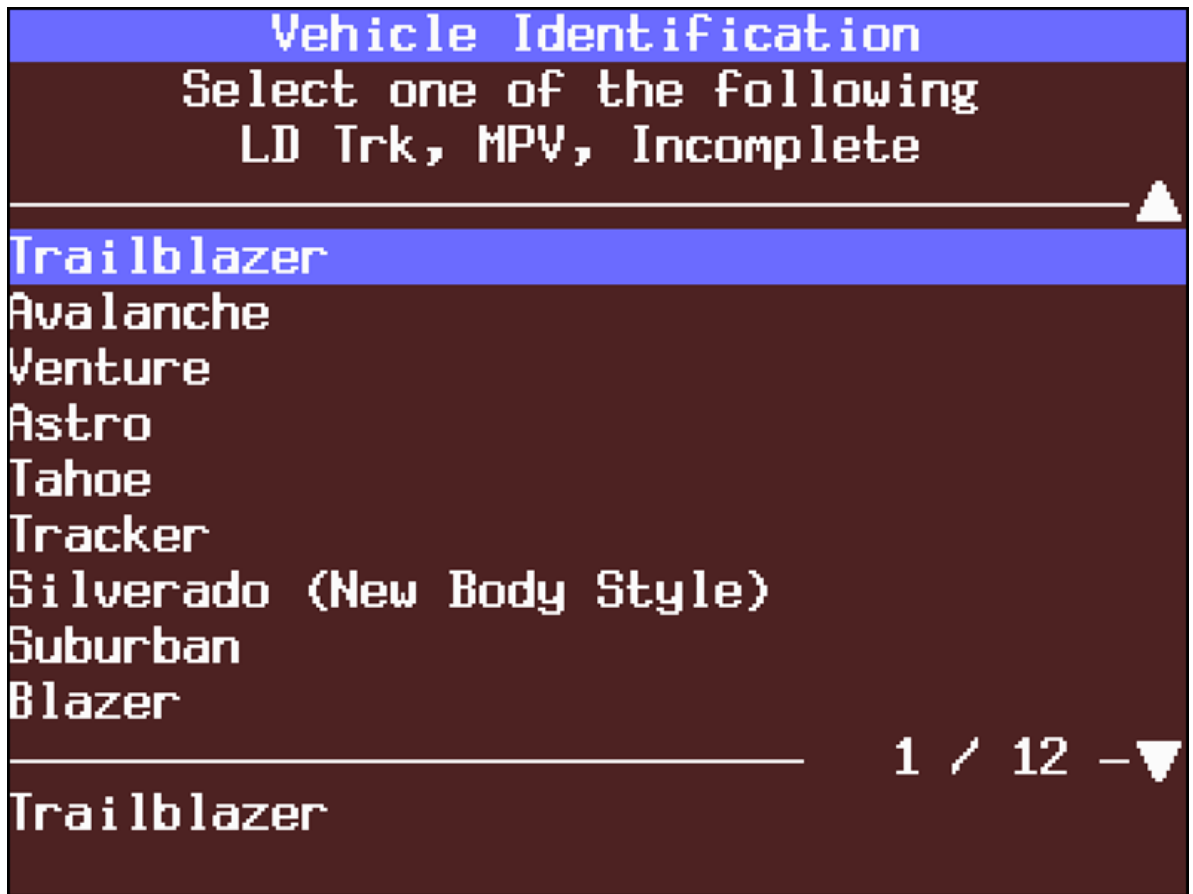 Vehicle Identification
Select one of the following
LD Trk, MPV, Incomplete
Trailblazer
Avalanche
Venture
Astro
Tahoe
Tracker
Silverado (New Body Style)
Suburban
Blazer
1 / 12
Trailblazer